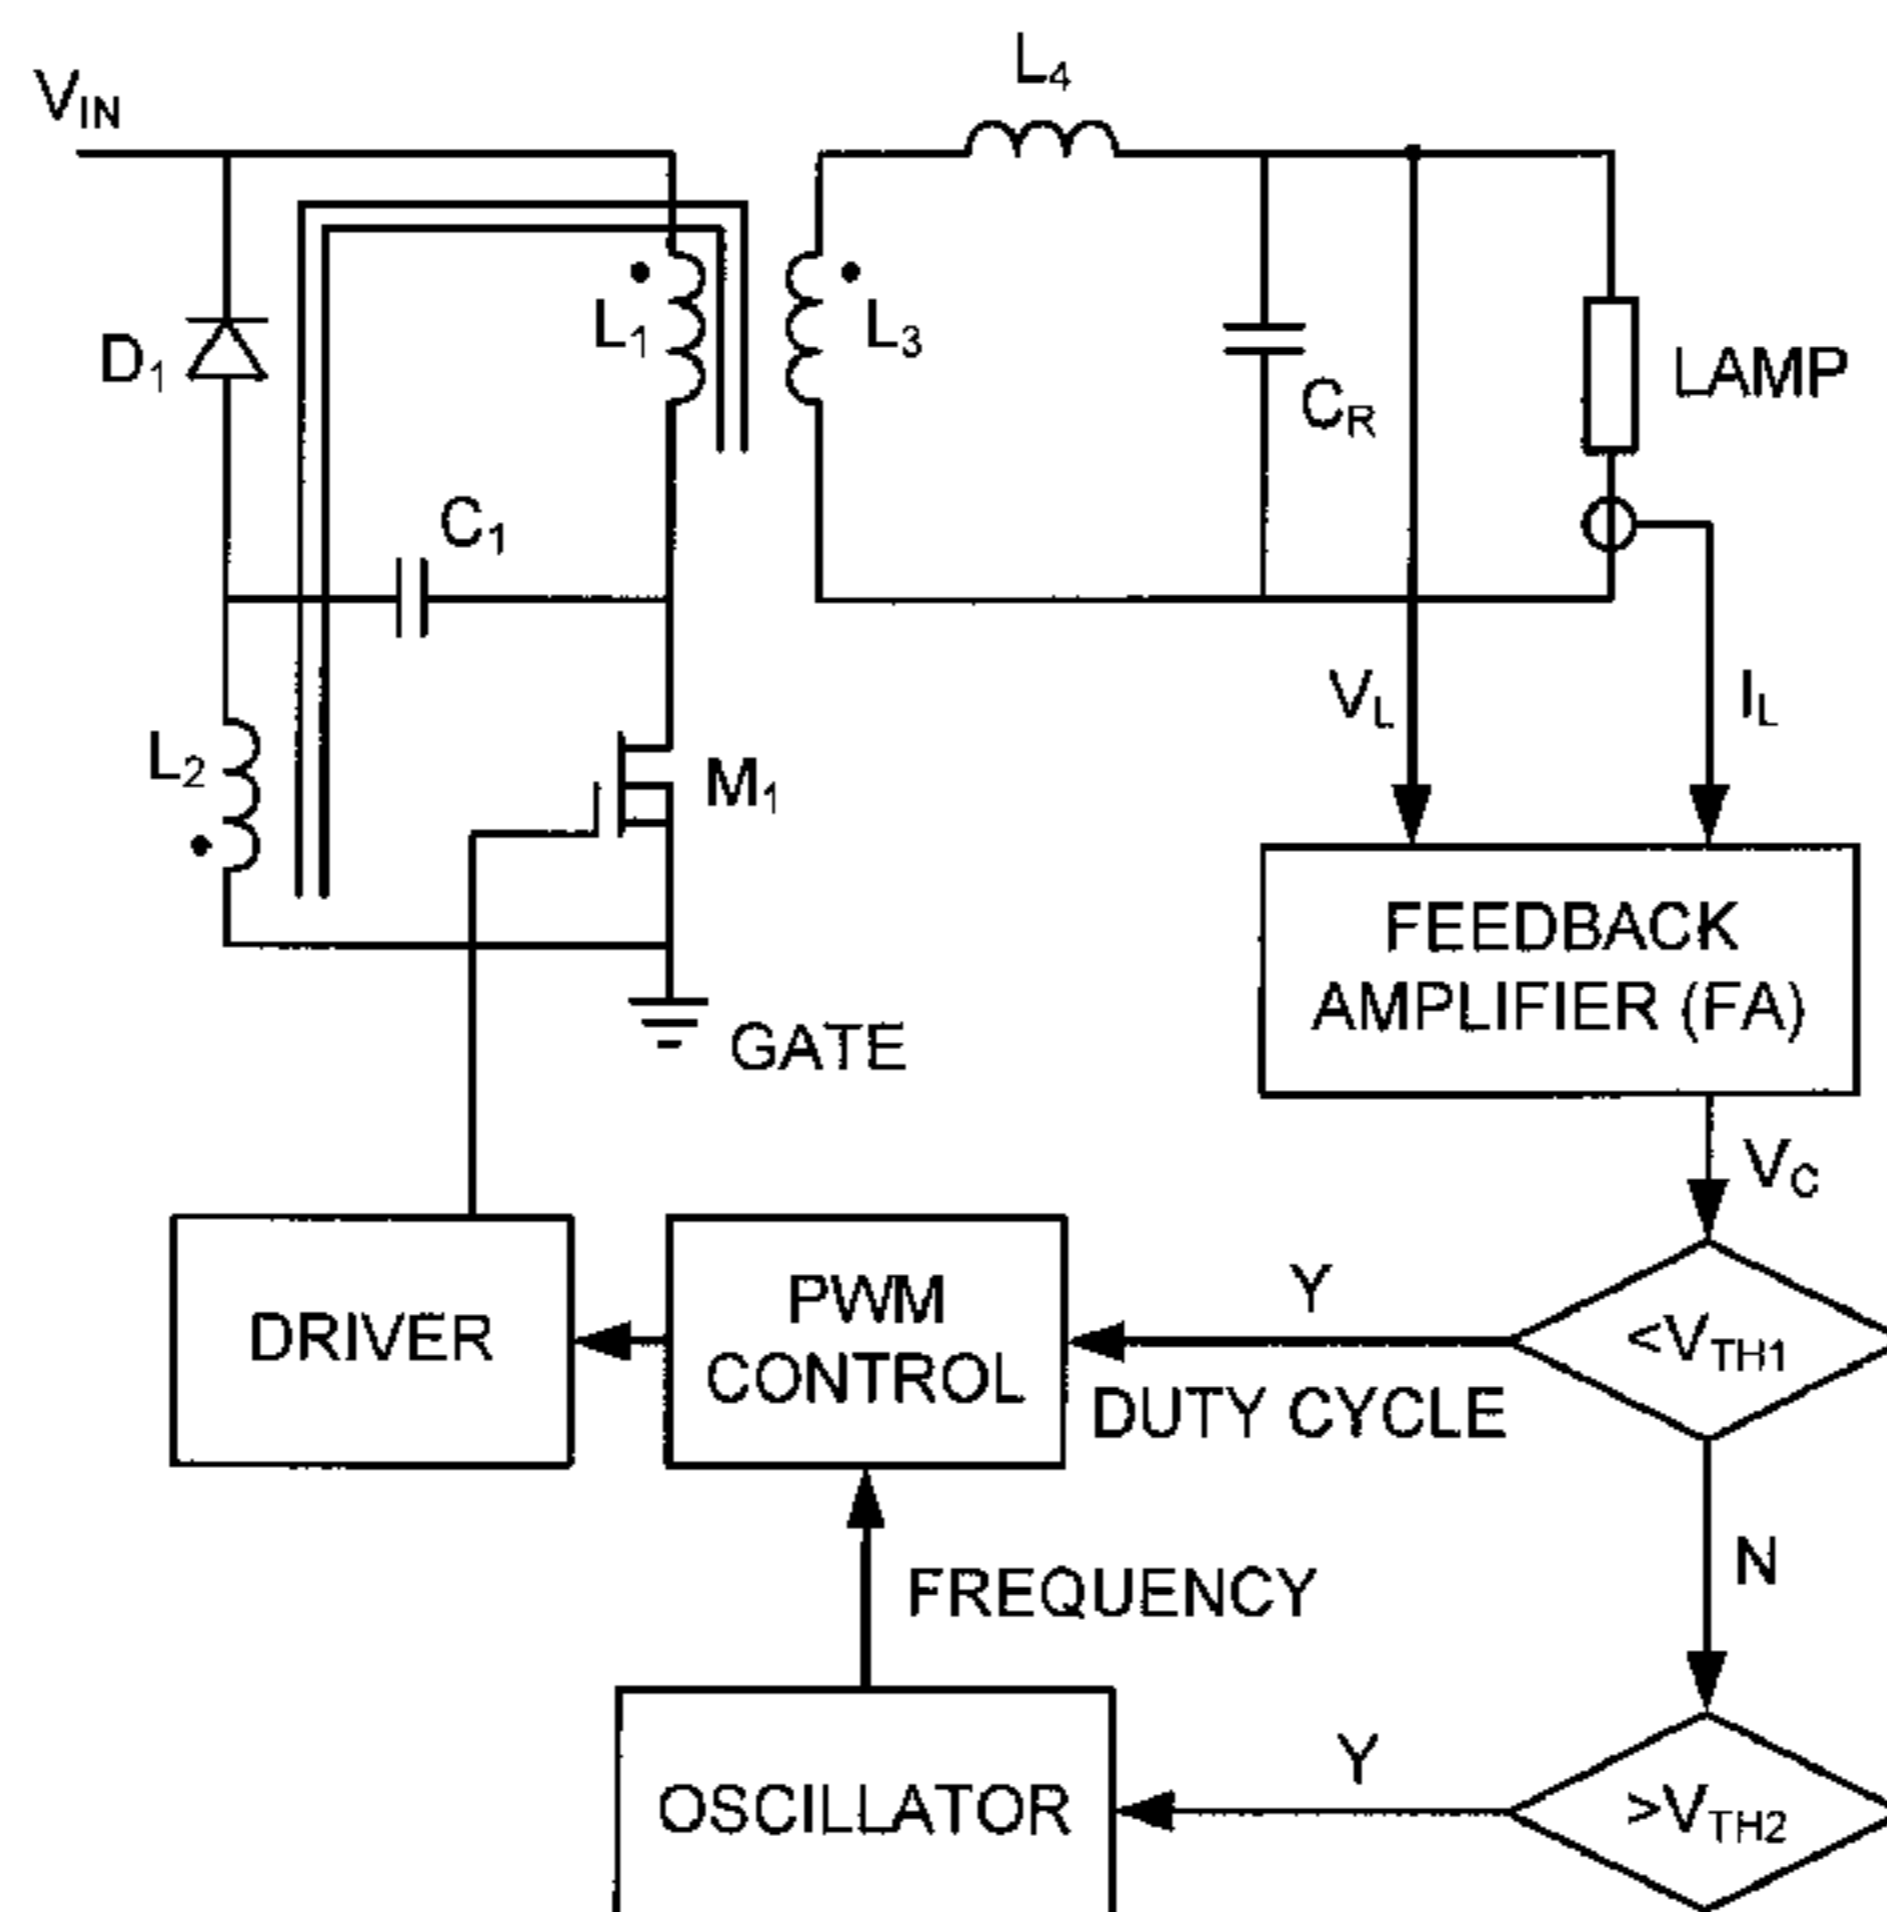 L4
VIN
D1
L1
L3
CR
LAMP
C1
VL
IL
L2
M1
FEEDBACK
AMPLIFIER (FA)
GATE
VC
DRIVER
PWM
CONTROL
Y
<VTH1
DUTY CYCLE
N
FREQUENCY
Y
OSCILLATOR
>VTH2